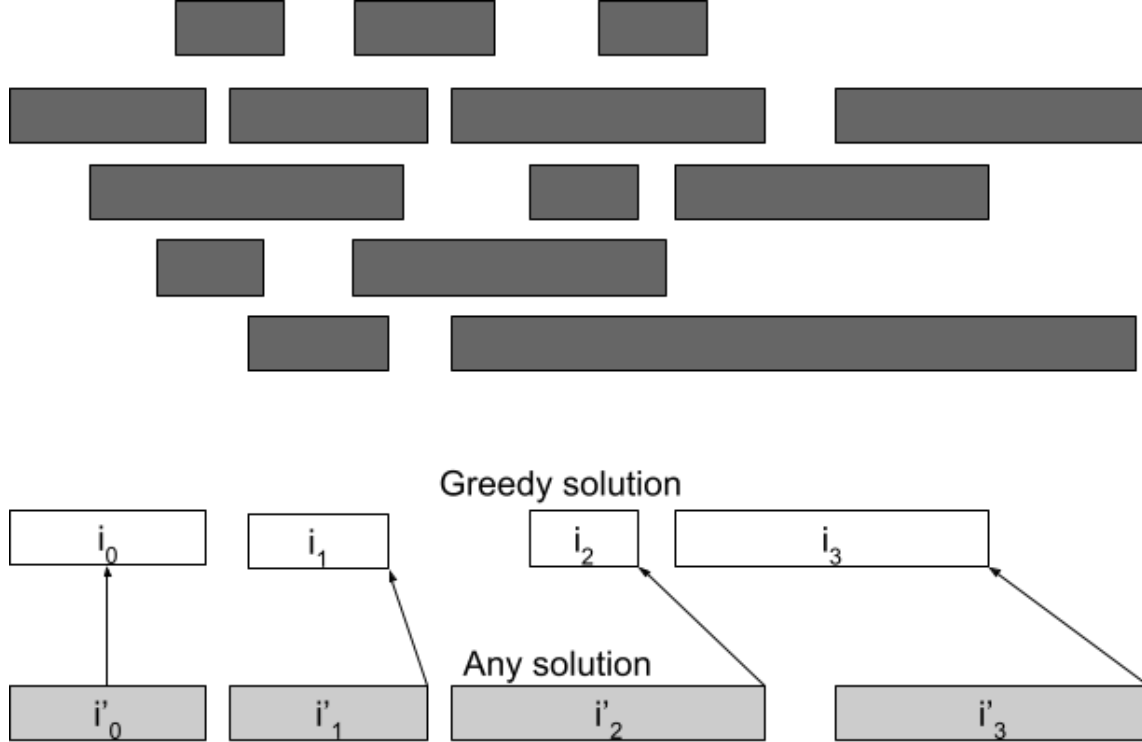 Greedy solution
i₀ i₁ i₂ i₃
Any solution
i'₀ i'₁ i'₂ i'₃